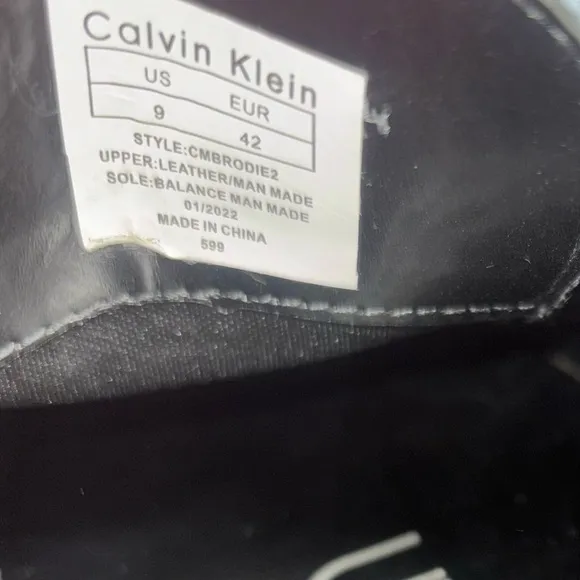 Calvin Klein
US EUR
9 42
STYLE:CMBRODIE2
UPPER:LEATHER/MAN MADE
SOLE:BALANCE MAN MADE
01/2022
MADE IN CHINA
599